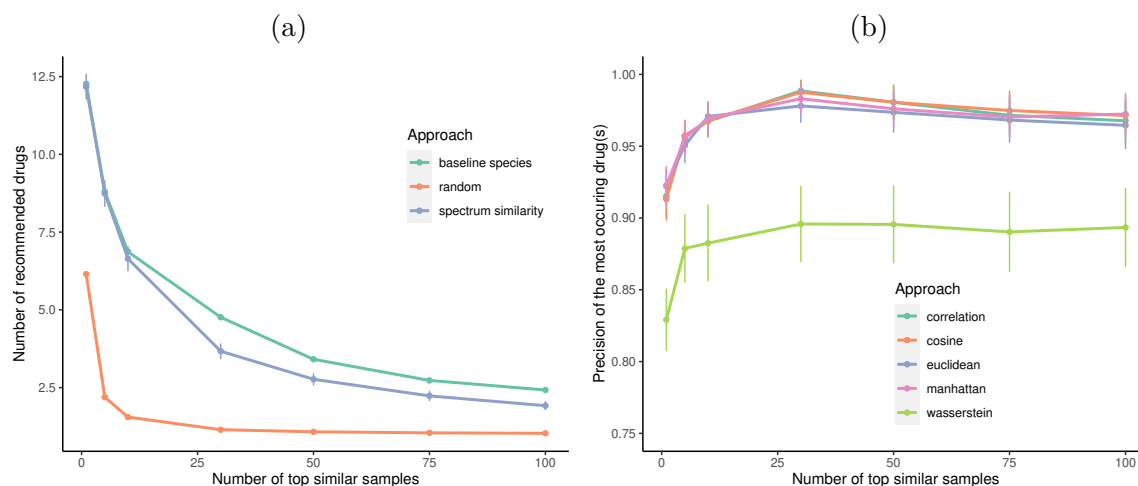 (a)
12.5
10.0
7.5
5.0
2.5
0
25
50
75
100
Number of recommended drugs
Number of top similar samples
Approach
baseline species
random
spectrum similarity
(b)
1.00
0.95
0.90
0.85
0.80
0.75
0
25
50
75
100
Precision of the most occuring drug(s)
Number of top similar samples
Approach
correlation
cosine
euclidean
manhattan
wasserstein